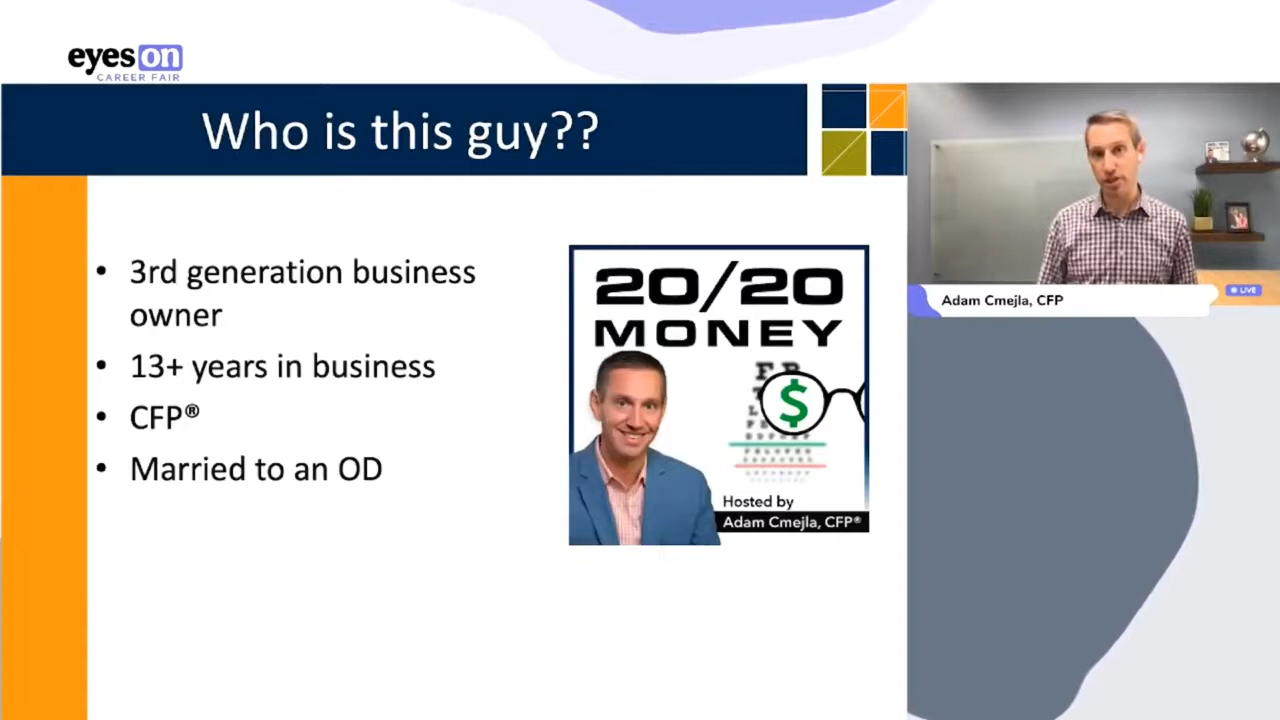 eyes on
CAREER FAIR
Who is this guy??
• 3rd generation business
owner
• 13+ years in business
• CFP®
• Married to an OD
20/20
MONEY
$
Hosted by
Adam Cmejla, CFP®
Adam Cmejla, CFP
LIVE